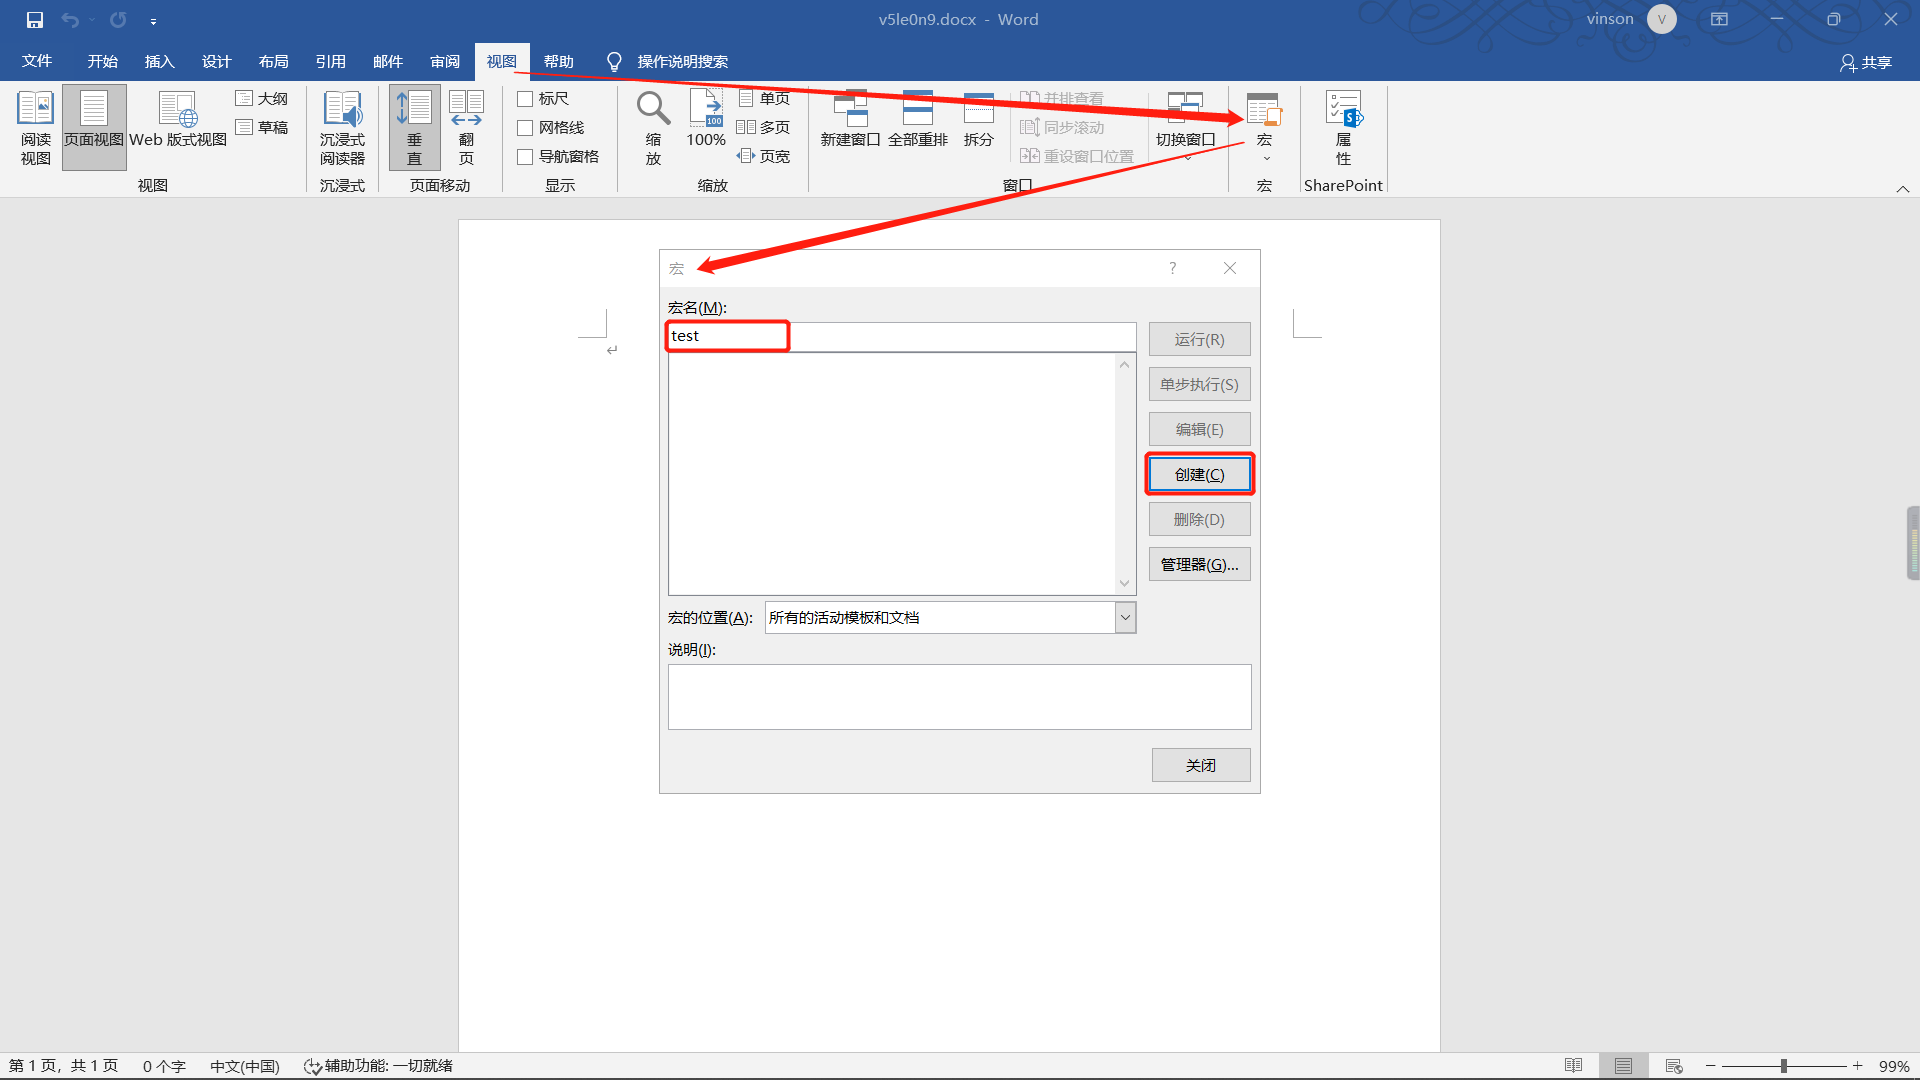 v5le0n9.docx - Word
vinson
V
文件 开始 插入 设计 布局 引用 邮件 审阅 视图 帮助 操作说明搜索
共享
阅读视图
页面视图
Web 版式视图
大纲
草稿
视图
沉浸式阅读器
沉浸式
垂直
翻页
页面移动
标尺
网格线
导航窗格
显示
缩放
100
100%
单页
多页
页宽
缩放
新建窗口
全部重排
拆分
并排查看
同步滚动
重设窗口位置
切换窗口
窗口
宏
宏
S
属性
SharePoint
宏
?
宏名(M):
test
运行(R)
单步执行(S)
编辑(E)
创建(C)
删除(D)
管理器(G)...
宏的位置(A): 所有的活动模板和文档
说明(I):
关闭
第 1 页，共 1 页 0 个字 中文(中国) 辅助功能: 一切就绪
99%